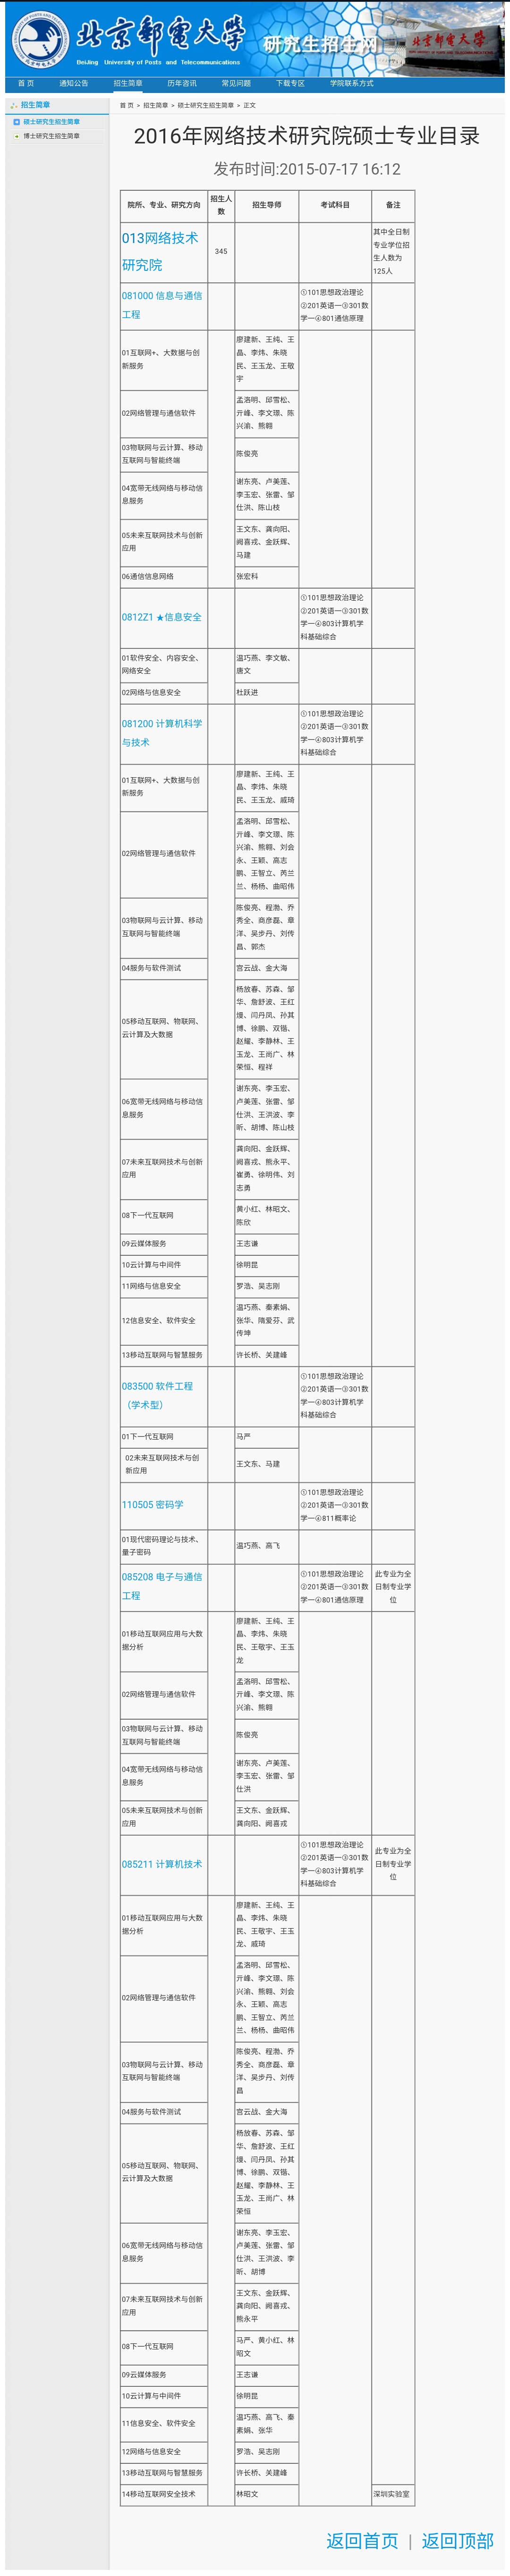 北京邮电大学
Beijing University of Posts and Telecommunications
研究生招生网
北京邮电大学
首 页 通知公告 招生简章 历年咨讯 常见问题 下载专区 学院联系方式
招生简章
硕士研究生招生简章
博士研究生招生简章
首 页 > 招生简章 > 硕士研究生招生简章 > 正文
2016年网络技术研究院硕士专业目录
发布时间:2015-07-17 16:12
院所、专业、研究方向 招生人数 招生导师 考试科目 备注
013网络技术研究院 345 其中全日制专业学位招生人数为125人
081000 信息与通信工程 ①101思想政治理论②201英语一③301数学一④801通信原理
01互联网+、大数据与创新服务 廖建新、王纯、王晶、李炜、朱晓民、王玉龙、王敬宇
02网络管理与通信软件 孟洛明、邱雪松、亓峰、李文璟、陈兴渝、熊翱
03物联网与云计算、移动互联网与智能终端 陈俊亮
04宽带无线网络与移动信息服务 谢东亮、卢美莲、李玉宏、张雷、邹仕洪、陈山枝
05未来互联网技术与创新应用 王文东、龚向阳、阙喜戎、金跃辉、马建
06通信信息网络 张宏科
0812Z1 ★信息安全 ①101思想政治理论②201英语一③301数学一④803计算机学科基础综合
01软件安全、内容安全、网络安全 温巧燕、李文敏、唐文
02网络与信息安全 杜跃进
081200 计算机科学与技术 ①101思想政治理论②201英语一③301数学一④803计算机学科基础综合
01互联网+、大数据与创新服务 廖建新、王纯、王晶、李炜、朱晓民、王玉龙、戚琦
02网络管理与通信软件 孟洛明、邱雪松、亓峰、李文璟、陈兴渝、熊翱、刘会永、王颖、高志鹏、王智立、芮兰兰、杨杨、曲昭伟
03物联网与云计算、移动互联网与智能终端 陈俊亮、程渤、乔秀全、商彦磊、章洋、吴步丹、刘传昌、郭杰
04服务与软件测试 宫云战、金大海
05移动互联网、物联网、云计算及大数据 杨放春、苏森、邹华、詹舒波、王红熳、闫丹凤、孙其博、徐鹏、双锴、赵耀、李静林、王玉龙、王尚广、林荣恒、程祥
06宽带无线网络与移动信息服务 谢东亮、李玉宏、卢美莲、张雷、邹仕洪、王洪波、李昕、胡博、陈山枝
07未来互联网技术与创新应用 龚向阳、金跃辉、阙喜戎、熊永平、崔勇、徐明伟、刘志勇
08下一代互联网 黄小红、林昭文、陈欣
09云媒体服务 王志谦
10云计算与中间件 徐明昆
11网络与信息安全 罗浩、吴志刚
12信息安全、软件安全 温巧燕、秦素娟、张华、隋爱芬、武传坤
13移动互联网与智慧服务 许长桥、关建峰
083500 软件工程（学术型） ①101思想政治理论②201英语一③301数学一④803计算机学科基础综合
01下一代互联网 马严
02未来互联网技术与创新应用 王文东、马建
110505 密码学 ①101思想政治理论②201英语一③301数学一④811概率论
01现代密码理论与技术、量子密码 温巧燕、高飞
085208 电子与通信工程 ①101思想政治理论②201英语一③301数学一④801通信原理 此专业为全日制专业学位
01移动互联网应用与大数据分析 廖建新、王纯、王晶、李炜、朱晓民、王敬宇、王玉龙
02网络管理与通信软件 孟洛明、邱雪松、亓峰、李文璟、陈兴渝、熊翱
03物联网与云计算、移动互联网与智能终端 陈俊亮
04宽带无线网络与移动信息服务 谢东亮、卢美莲、李玉宏、张雷、邹仕洪
05未来互联网技术与创新应用 王文东、金跃辉、龚向阳、阙喜戎
085211 计算机技术 ①101思想政治理论②201英语一③301数学一④803计算机学科基础综合 此专业为全日制专业学位
01移动互联网应用与大数据分析 廖建新、王纯、王晶、李炜、朱晓民、王敬宇、王玉龙、戚琦
02网络管理与通信软件 孟洛明、邱雪松、亓峰、李文璟、陈兴渝、熊翱、刘会永、王颖、高志鹏、王智立、芮兰兰、杨杨、曲昭伟
03物联网与云计算、移动互联网与智能终端 陈俊亮、程渤、乔秀全、商彦磊、章洋、吴步丹、刘传昌
04服务与软件测试 宫云战、金大海
05移动互联网、物联网、云计算及大数据 杨放春、苏森、邹华、詹舒波、王红熳、闫丹凤、孙其博、徐鹏、双锴、赵耀、李静林、王玉龙、王尚广、林荣恒
06宽带无线网络与移动信息服务 谢东亮、李玉宏、卢美莲、张雷、邹仕洪、王洪波、李昕、胡博
07未来互联网技术与创新应用 王文东、金跃辉、龚向阳、阙喜戎、熊永平
08下一代互联网 马严、黄小红、林昭文
09云媒体服务 王志谦
10云计算与中间件 徐明昆
11信息安全、软件安全 温巧燕、高飞、秦素娟、张华
12网络与信息安全 罗浩、吴志刚
13移动互联网与智慧服务 许长桥、关建峰
14移动互联网安全技术 林昭文 深圳实验室
返回首页 | 返回顶部